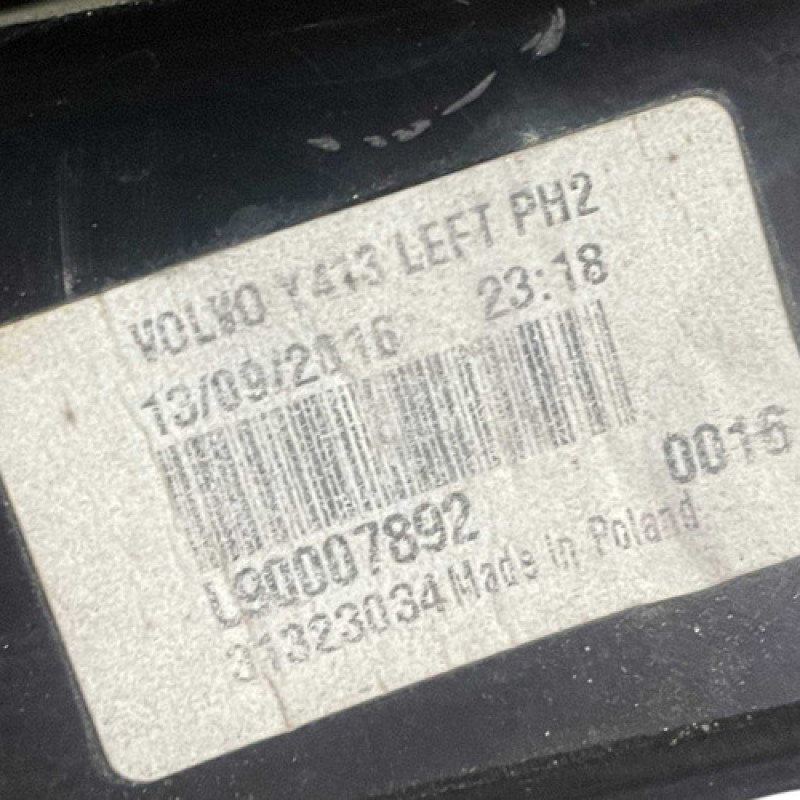 VOLVO Y413 LEFT PH2
13/09/2016 23:18
0016
L90007892
31323034 Made in Poland